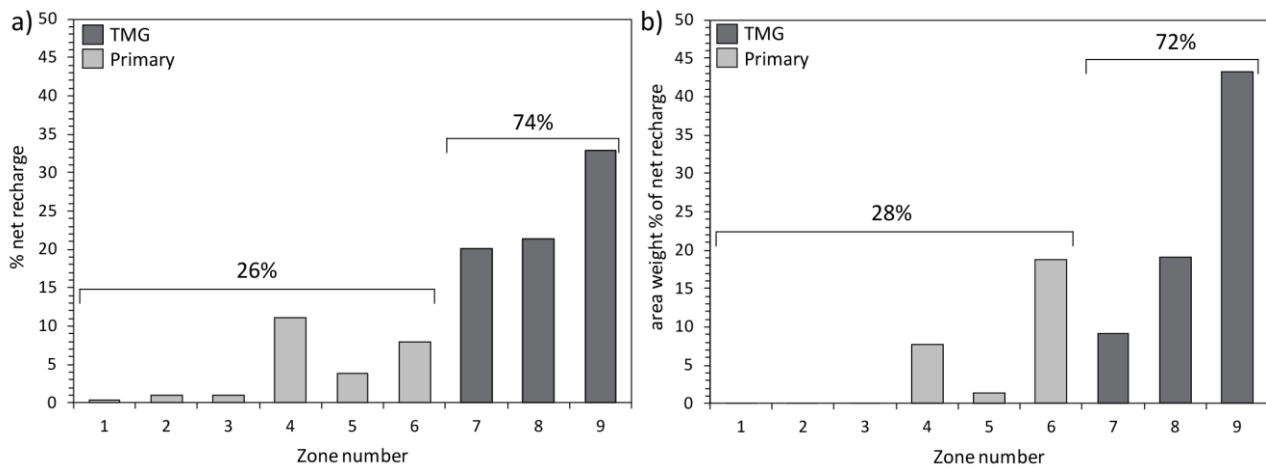 a)
TMG
Primary
50
45
40
35
30
25
20
15
10
5
0
% net recharge
26%
74%
1 2 3 4 5 6 7 8 9
Zone number
b)
TMG
Primary
50
45
40
35
30
25
20
15
10
5
0
area weight % of net recharge
28%
72%
1 2 3 4 5 6 7 8 9
Zone number